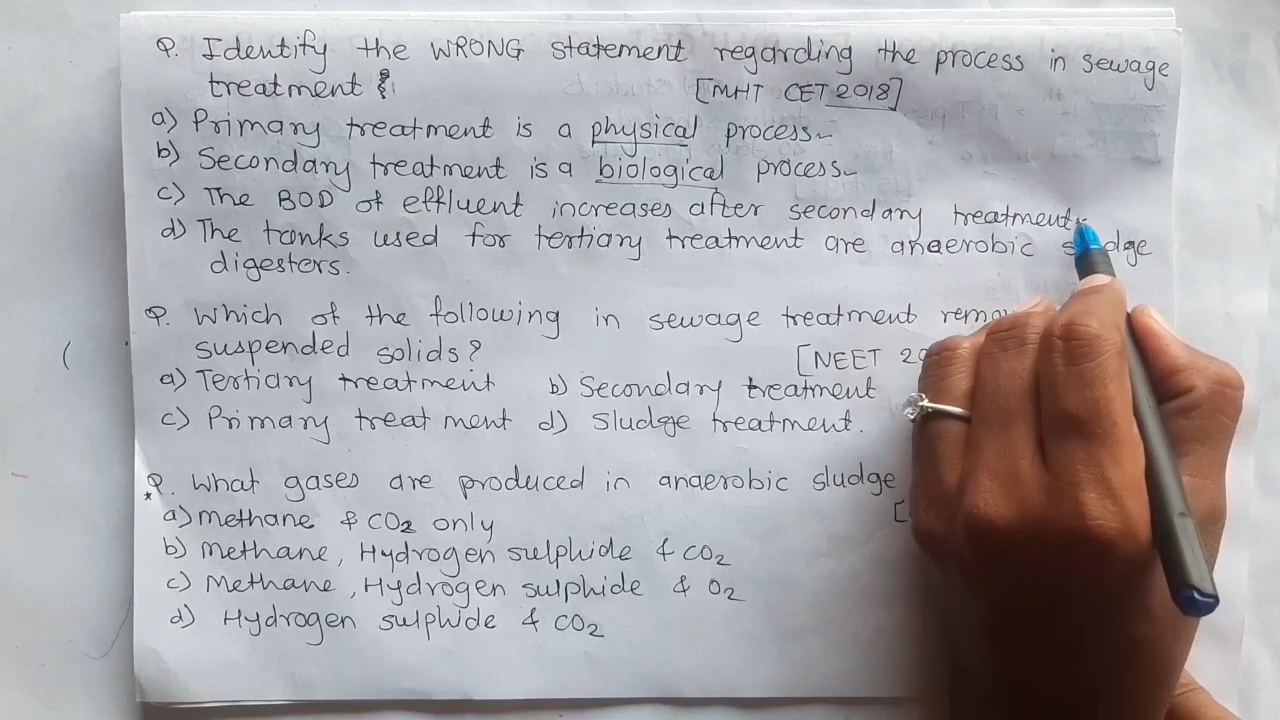 Q. Identify the WRONG statement regarding the process in sewage
treatment :
[MHT CET 2018]
a) Primary treatment is a physical process
b) Secondary treatment is a biological process
c) The BOD of effluent increases after secondary treatment
d) The tanks used for tertiary treatment are anaerobic
digesters.
Q. Which of the following in sewage treatment
suspended solids?
[NEET
a) Tertiary treatment b) Secondary treatment
c) Primary treatment d) Sludge treatment.
Q. What gases are produced in anaerobic sludge
a) methane & CO2 only
b) Methane, Hydrogen sulphide & CO2
c) Methane, Hydrogen sulphide & O2
d) Hydrogen sulphide & CO2